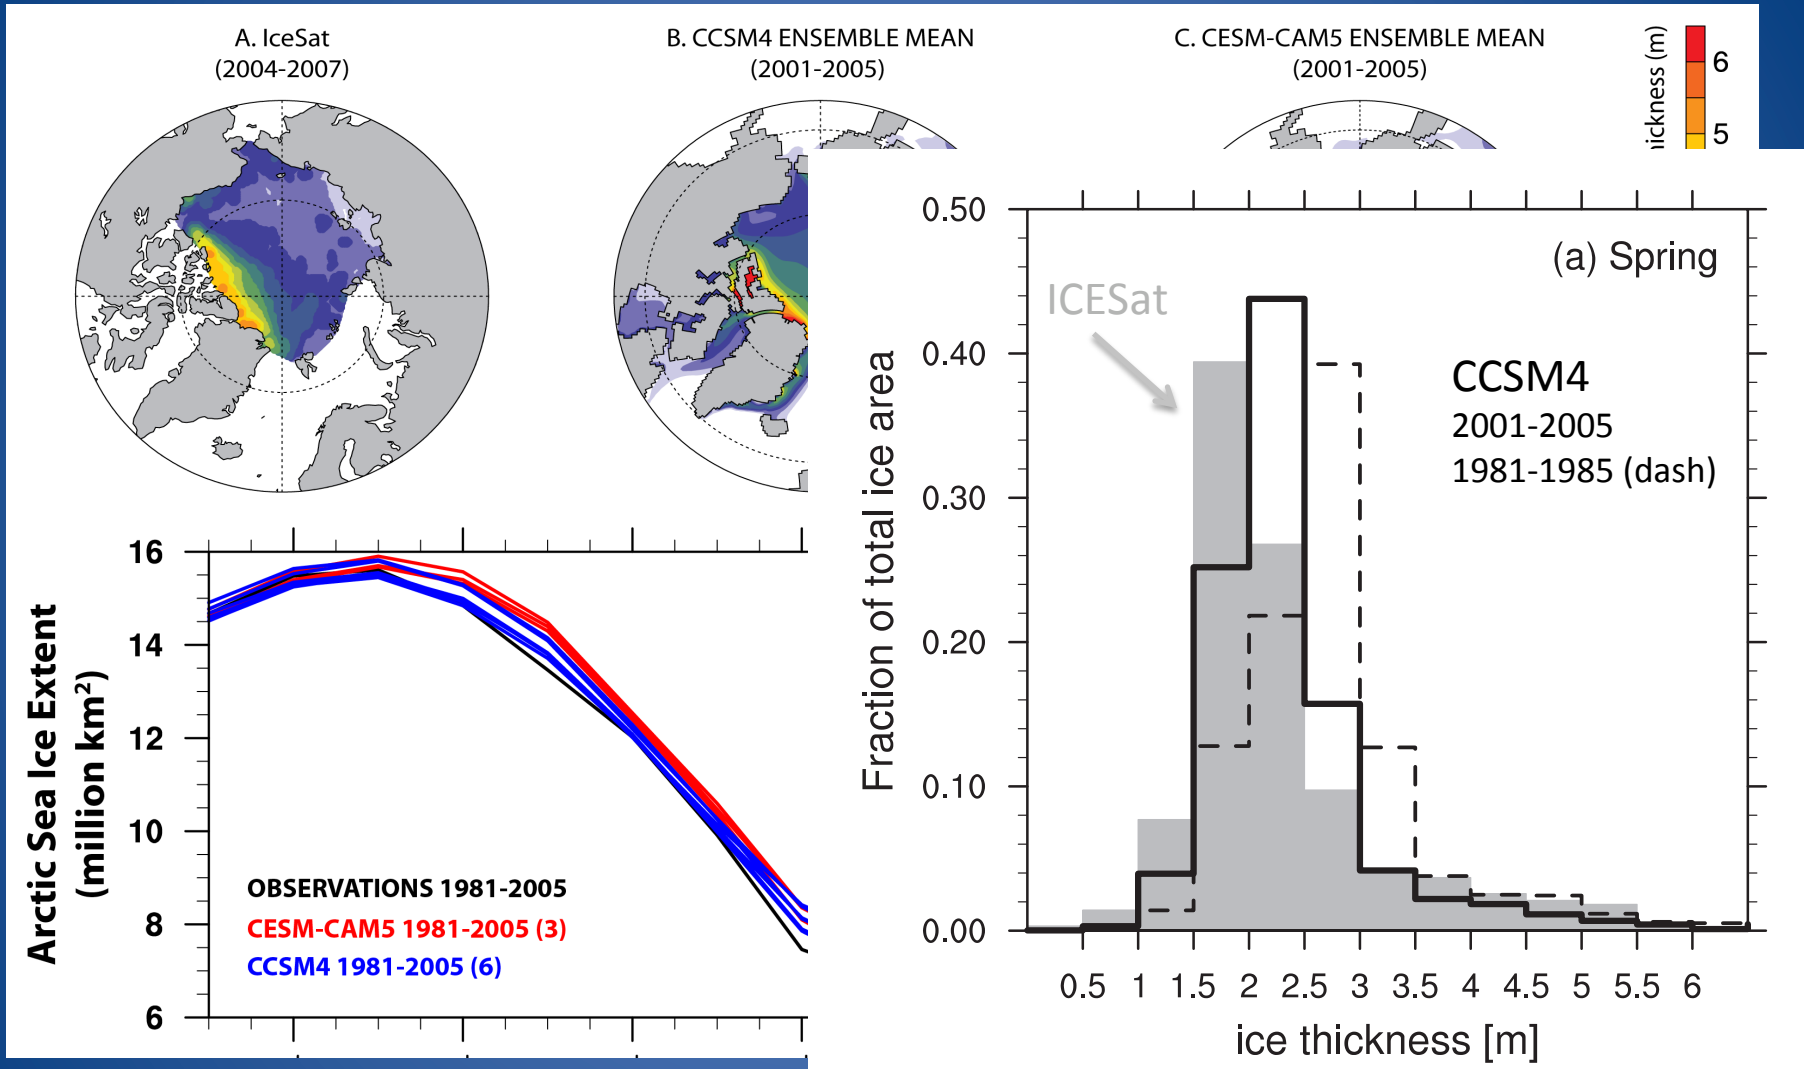 A. IceSat
(2004-2007)
B. CCSM4 ENSEMBLE MEAN
(2001-2005)
C. CESM-CAM5 ENSEMBLE MEAN
(2001-2005)
(m)
6
5
Arctic Sea Ice Extent
(million km²)
16
14
12
10
8
6
OBSERVATIONS 1981-2005
CESM-CAM5 1981-2005 (3)
CCSM4 1981-2005 (6)
Fraction of total ice area
0.50
0.40
0.30
0.20
0.10
0.00
(a) Spring
ICESat
CCSM4
2001-2005
1981-1985 (dash)
0.5 1 1.5 2 2.5 3 3.5 4 4.5 5 5.5 6
ice thickness [m]